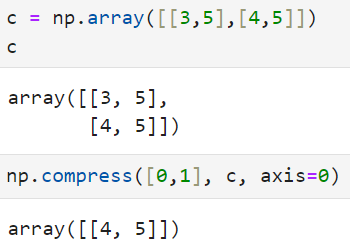 c = np.array([[3,5],[4,5]])
c
array([[3, 5],
       [4, 5]])
np.compress([0,1], c, axis=0)
array([[4, 5]])